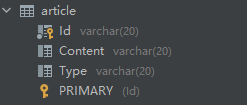 article
Id varchar(20)
Content varchar(20)
Type varchar(20)
PRIMARY (Id)